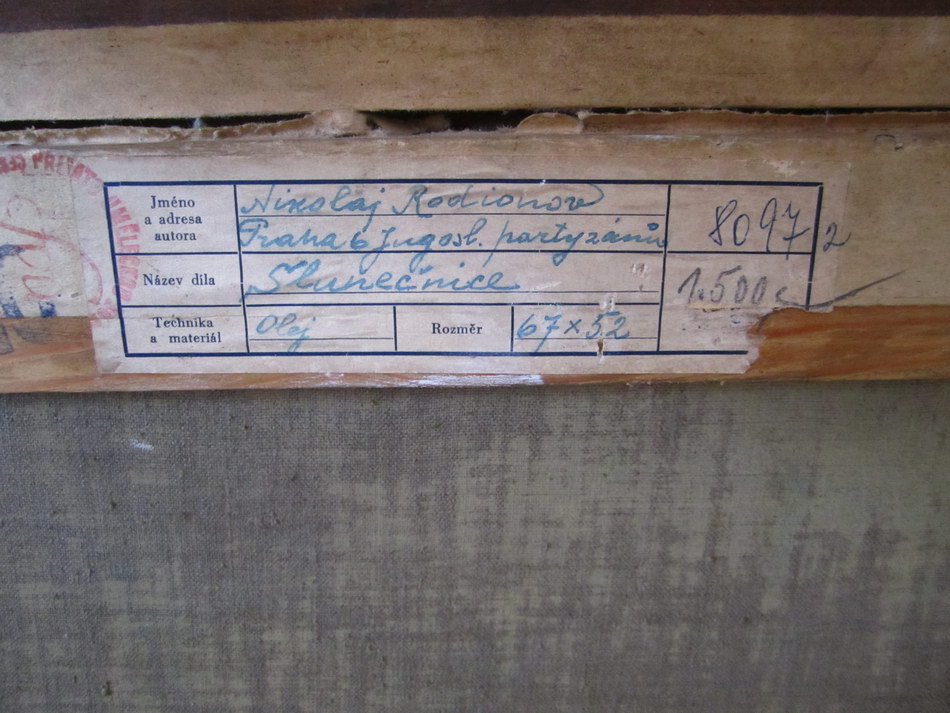 Jméno
a adresa
autora
Nikolaj Rodionov
Praha 6 Jugosl. partyzánů
8097
2
Název díla
Slunečnice
1.500
Technika
a materiál
Olej
Rozměr
67×52